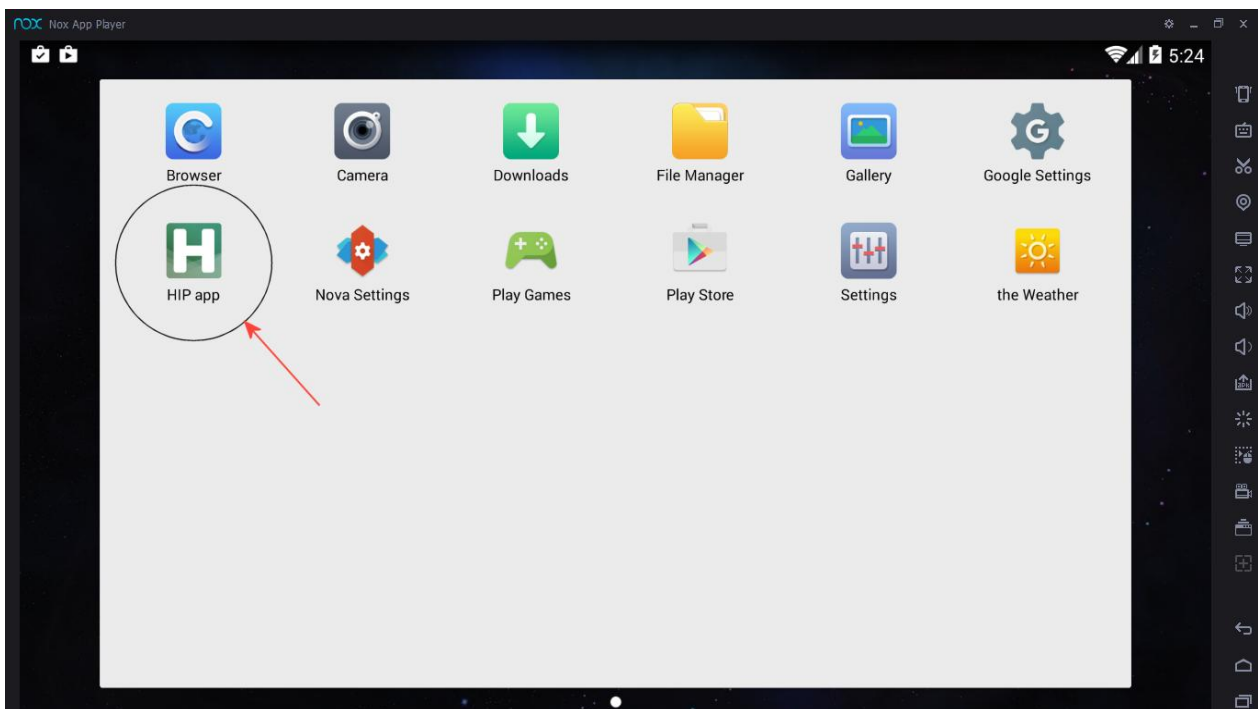 nox Nox App Player
5:24
Browser
Camera
Downloads
File Manager
Gallery
Google Settings
HIP app
Nova Settings
Play Games
Play Store
Settings
the Weather